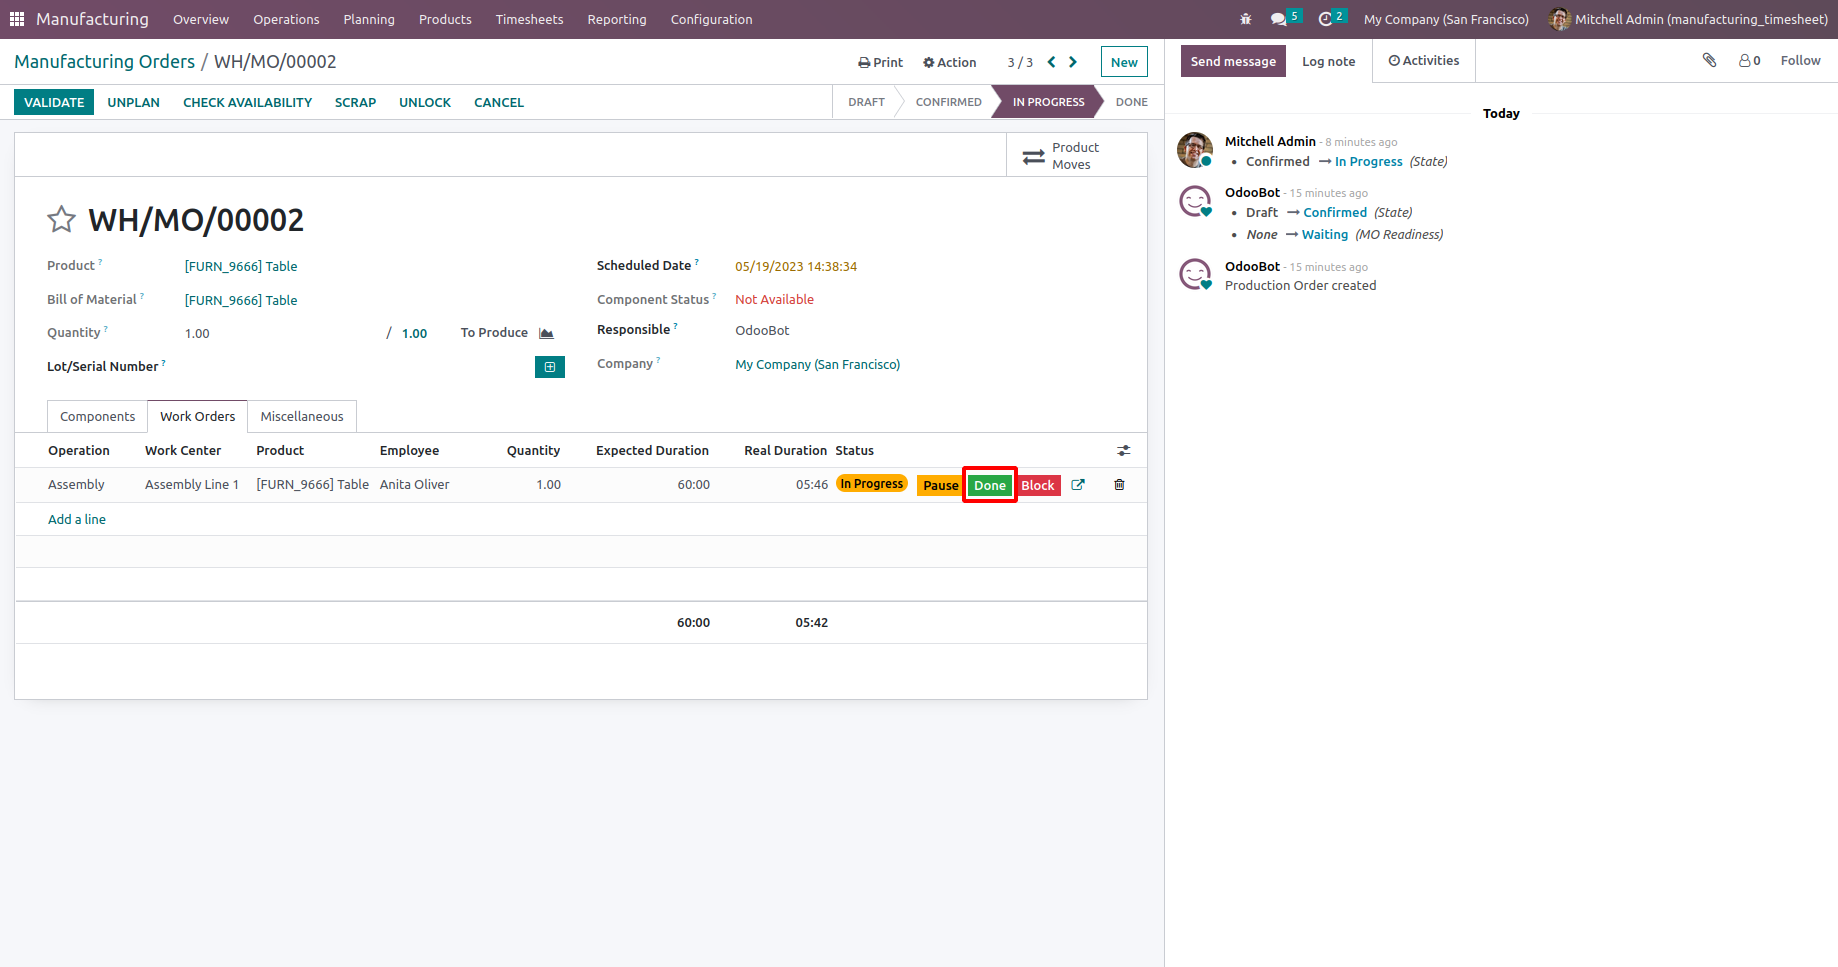 Manufacturing Overview Operations Planning Products Timesheets Reporting Configuration 5 2 My Company (San Francisco) Mitchell Admin (manufacturing_timesheet)
Manufacturing Orders / WH/MO/00002 Print Action 3 / 3 New
VALIDATE UNPLAN CHECK AVAILABILITY SCRAP UNLOCK CANCEL DRAFT CONFIRMED IN PROGRESS DONE
Product
Moves
WH/MO/00002
Product ? [FURN_9666] Table
Bill of Material ? [FURN_9666] Table
Quantity ? 1.00 / 1.00 To Produce
Lot/Serial Number ?
Scheduled Date ? 05/19/2023 14:38:34
Component Status ? Not Available
Responsible ? OdooBot
Company ? My Company (San Francisco)
Components Work Orders Miscellaneous
Operation Work Center Product Employee Quantity Expected Duration Real Duration Status
Assembly Assembly Line 1 [FURN_9666] Table Anita Oliver 1.00 60:00 05:46 In Progress Pause Done Block
Add a line
60:00 05:42
Send message Log note Activities 0 Follow
Today
Mitchell Admin - 8 minutes ago
• Confirmed → In Progress (State)
OdooBot - 15 minutes ago
• Draft → Confirmed (State)
• None → Waiting (MO Readiness)
OdooBot - 15 minutes ago
Production Order created